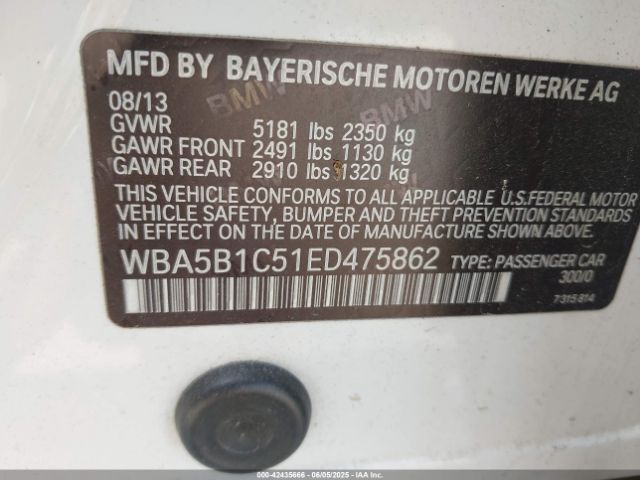 MFD BY BAYERISCHE MOTOREN WERKE AG
08/13
GVWR 5181 lbs 2350 kg
GAWR FRONT 2491 lbs 1130 kg
GAWR REAR 2910 lbs 1320 kg
THIS VEHICLE CONFORMS TO ALL APPLICABLE U.S.FEDERAL MOTOR
VEHICLE SAFETY, BUMPER AND THEFT PREVENTION STANDARDS
IN EFFECT ON THE DATE OF MANUFACTURE SHOWN ABOVE.
WBA5B1C51ED475862 TYPE: PASSENGER CAR
300/0
7315814
000-42435666 06/05/2025 COPART.COM